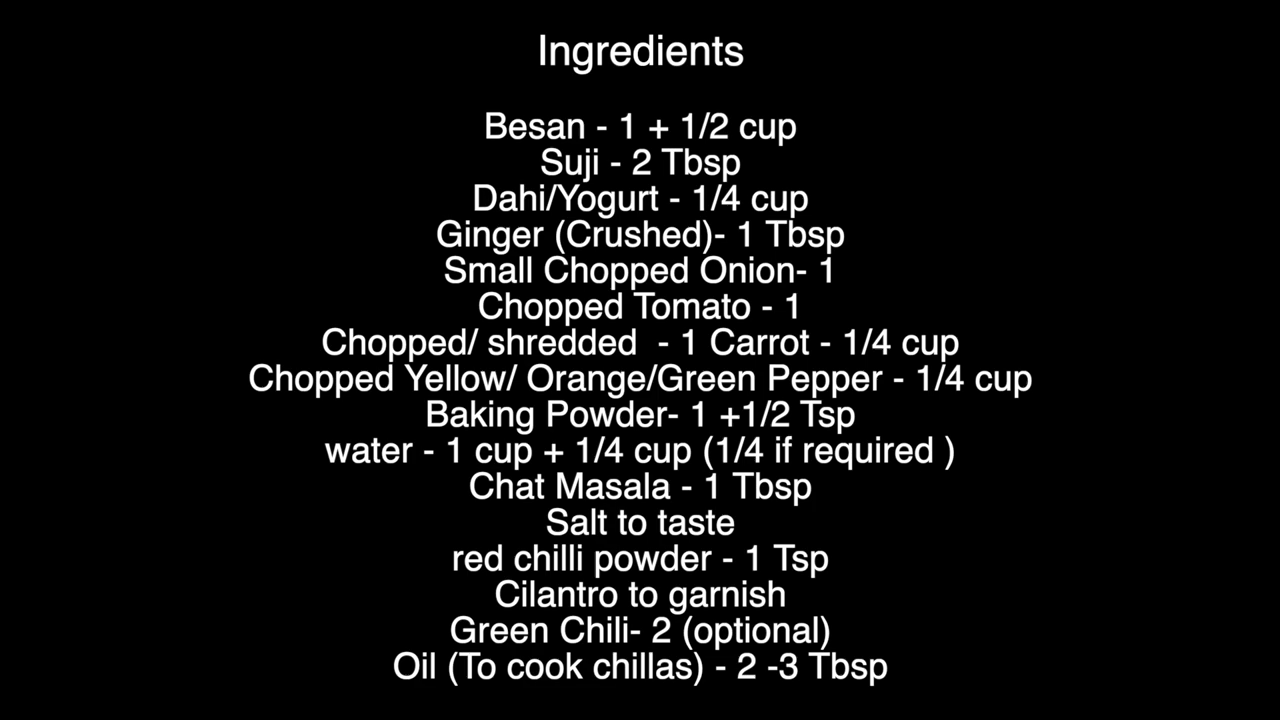 Ingredients
Besan - 1 + 1/2 cup
Suji - 2 Tbsp
Dahi/Yogurt - 1/4 cup
Ginger (Crushed)- 1 Tbsp
Small Chopped Onion- 1
Chopped Tomato - 1
Chopped/ shredded  - 1 Carrot - 1/4 cup
Chopped Yellow/ Orange/Green Pepper - 1/4 cup
Baking Powder- 1 +1/2 Tsp
water - 1 cup + 1/4 cup (1/4 if required )
Chat Masala - 1 Tbsp
Salt to taste
red chilli powder - 1 Tsp
Cilantro to garnish
Green Chili- 2 (optional)
Oil (To cook chillas) - 2 -3 Tbsp